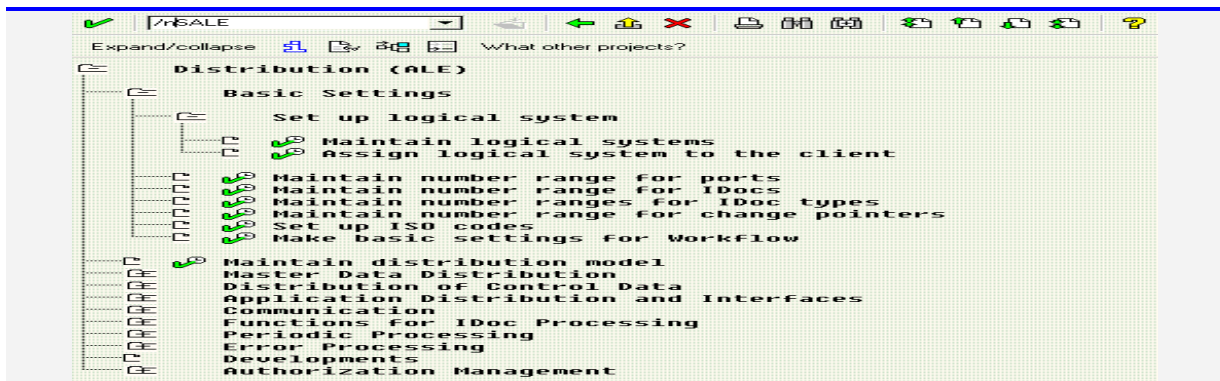 /nSALE
Expand/collapse What other projects?
Distribution (ALE)
Basic Settings
Set up logical system
Maintain logical systems
Assign logical system to the client
Maintain number range for ports
Maintain number range for IDocs
Maintain number ranges for IDoc types
Maintain number range for change pointers
Set up ISO codes
Make basic settings for Workflow
Maintain distribution model
Master Data Distribution
Distribution of Control Data
Application Distribution and Interfaces
Communication
Functions for IDoc Processing
Periodic Processing
Error Processing
Developments
Authorization Management